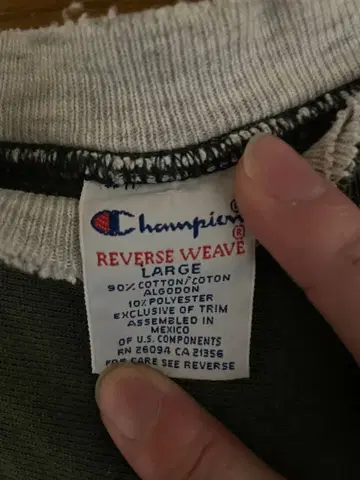 Champion®
REVERSE WEAVE®
LARGE
90% COTTON/COTON
ALGODON
10% POLYESTER
EXCLUSIVE OF TRIM
ASSEMBLED IN
MEXICO
OF U.S. COMPONENTS
RN 26094 CA 21356
FOR CARE SEE REVERSE